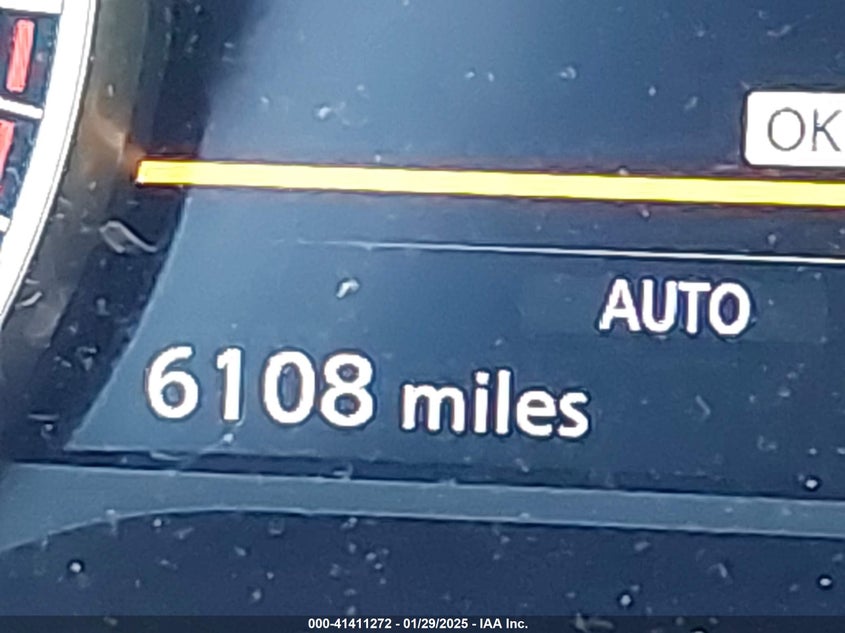 OK
AUTO
6108 miles
000-41411272 - 01/29/2025 - IAA Inc.